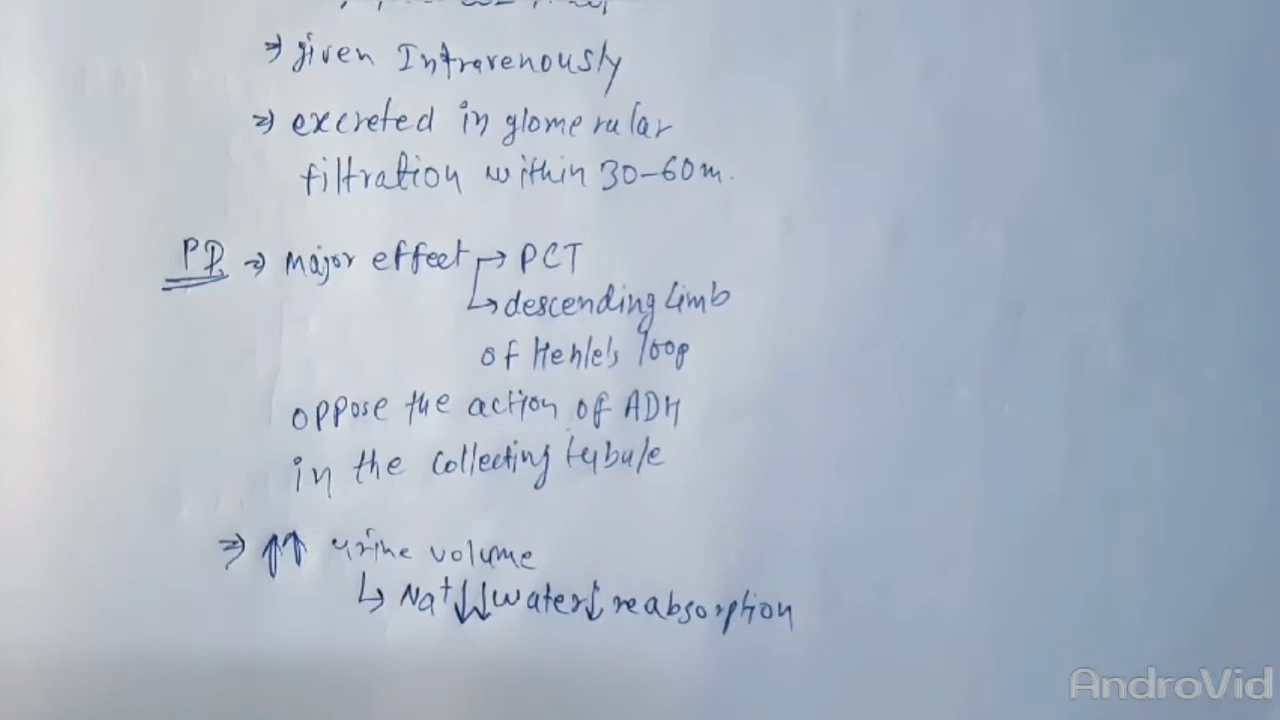 ⇒ given Intravenously
⇒ excreted in glomerular
filtration within 30-60m.
PD ⇒ Major effect → PCT
↳ descending limb
of Henle's loop
oppose the action of ADH
in the collecting tubule
⇒ ↑↑ urine volume
↳ Na⁺↓↓ water↓ reabsorption
AndroVid